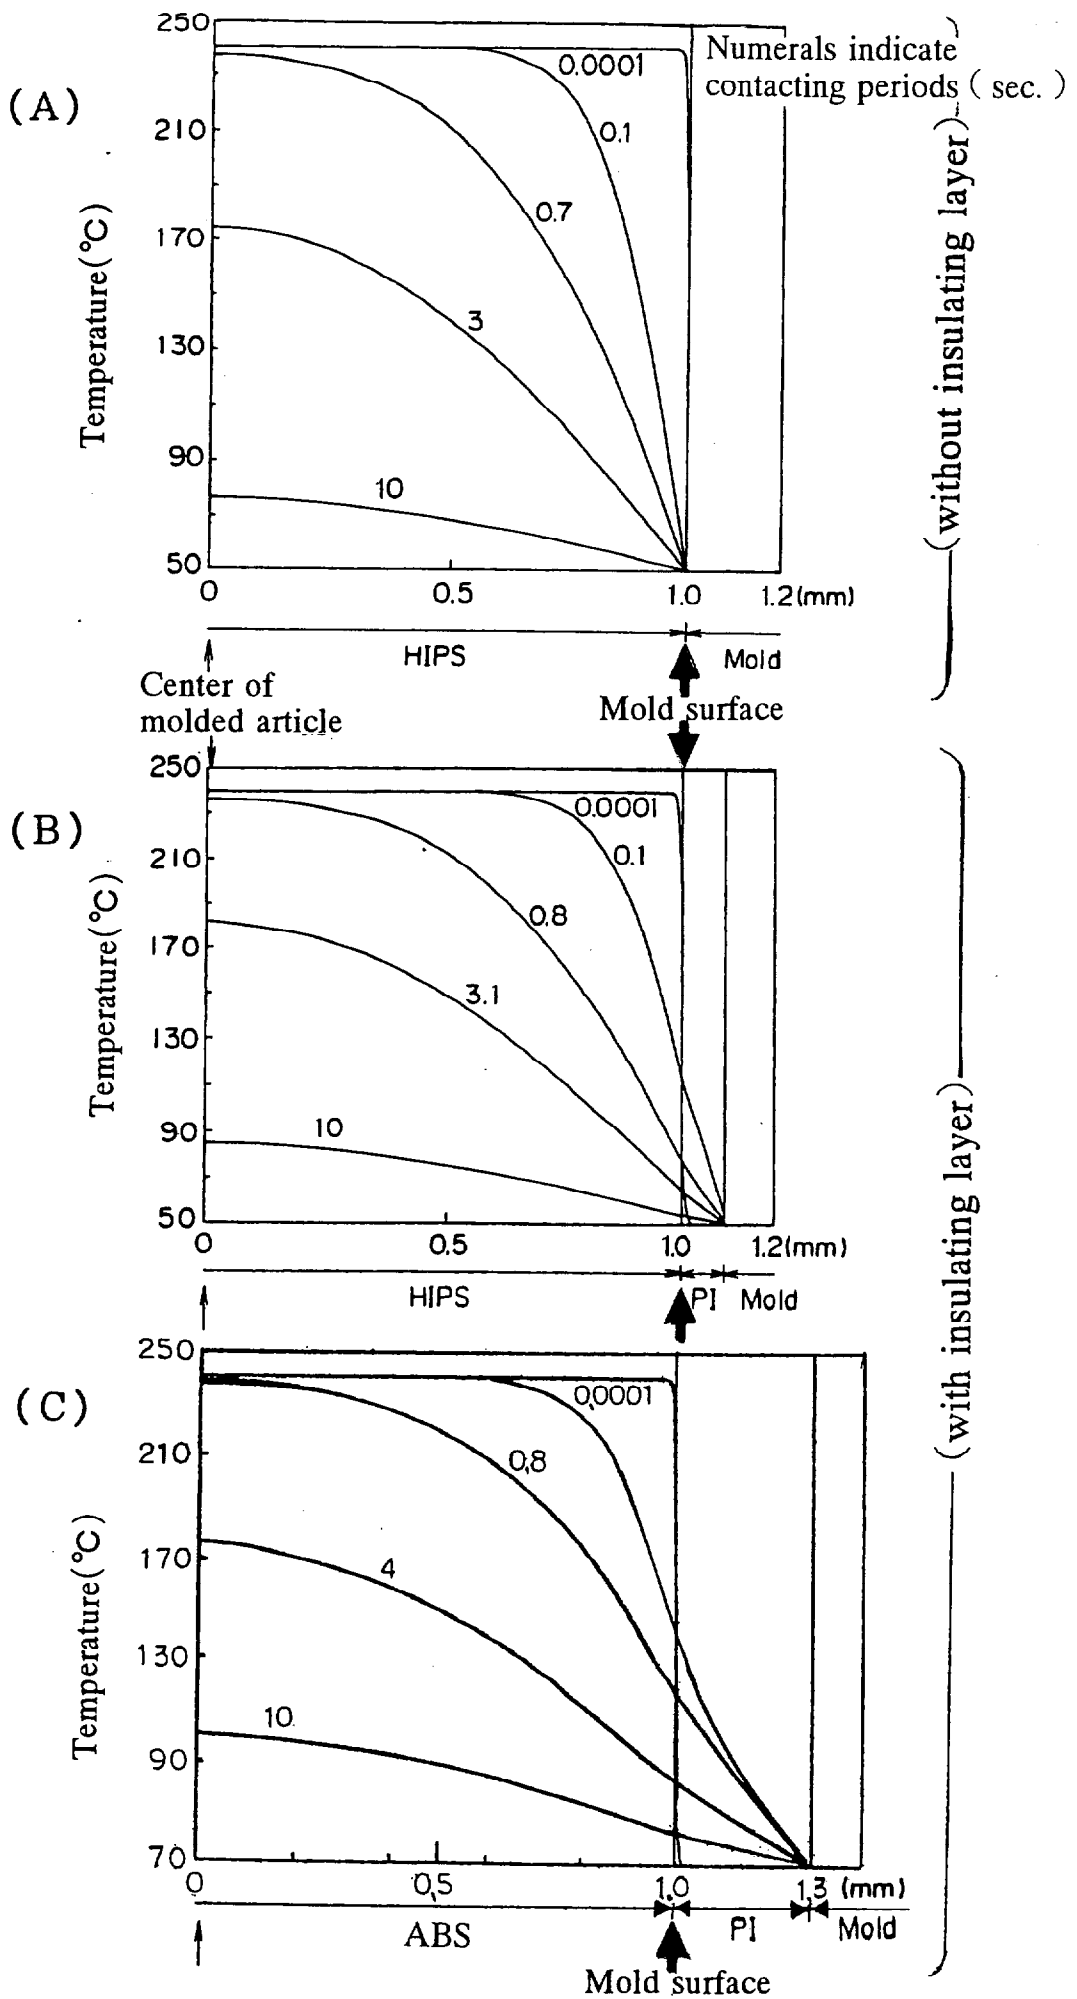 250
Numerals indicate
contacting periods ( sec. )
(A)
0.0001
210
0.1
0.7
170
3
130
90
10
50
Temperature(°C)
0
0.5
1.0
1.2(mm)
HIPS
Mold
(without insulating layer)
Center of
molded article
Mold surface
250
(B)
0.0001
210
0.1
0.8
170
3.1
130
90
10
50
Temperature(°C)
0
0.5
1.0
1.2(mm)
HIPS
PI
Mold
250
(C)
0,0001
210
0,8
170
4
130
10
90
70
Temperature(°C)
0
0,5
1,0
1,3
(mm)
ABS
PI
Mold
Mold surface
(with insulating layer)